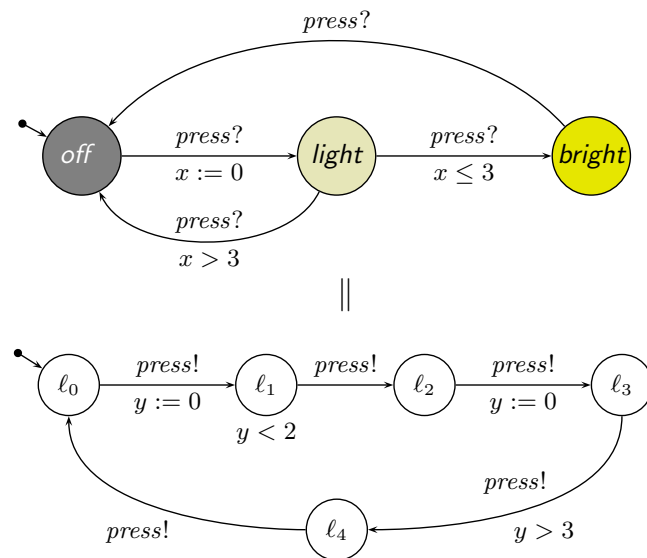 press?
press?
press?
off
light
bright
x := 0
x ≤ 3
press?
x > 3
||
press!
press!
press!
ℓ0
ℓ1
ℓ2
ℓ3
y := 0
y := 0
y < 2
press!
press!
ℓ4
y > 3